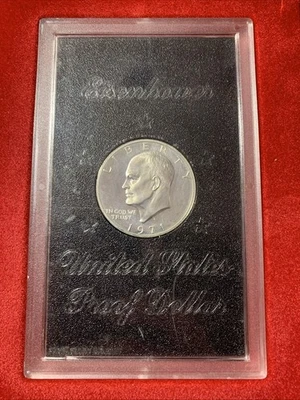 Eisenhower
LIBERTY
IN GOD WE
TRUST
1971
United States
Proof Dollar